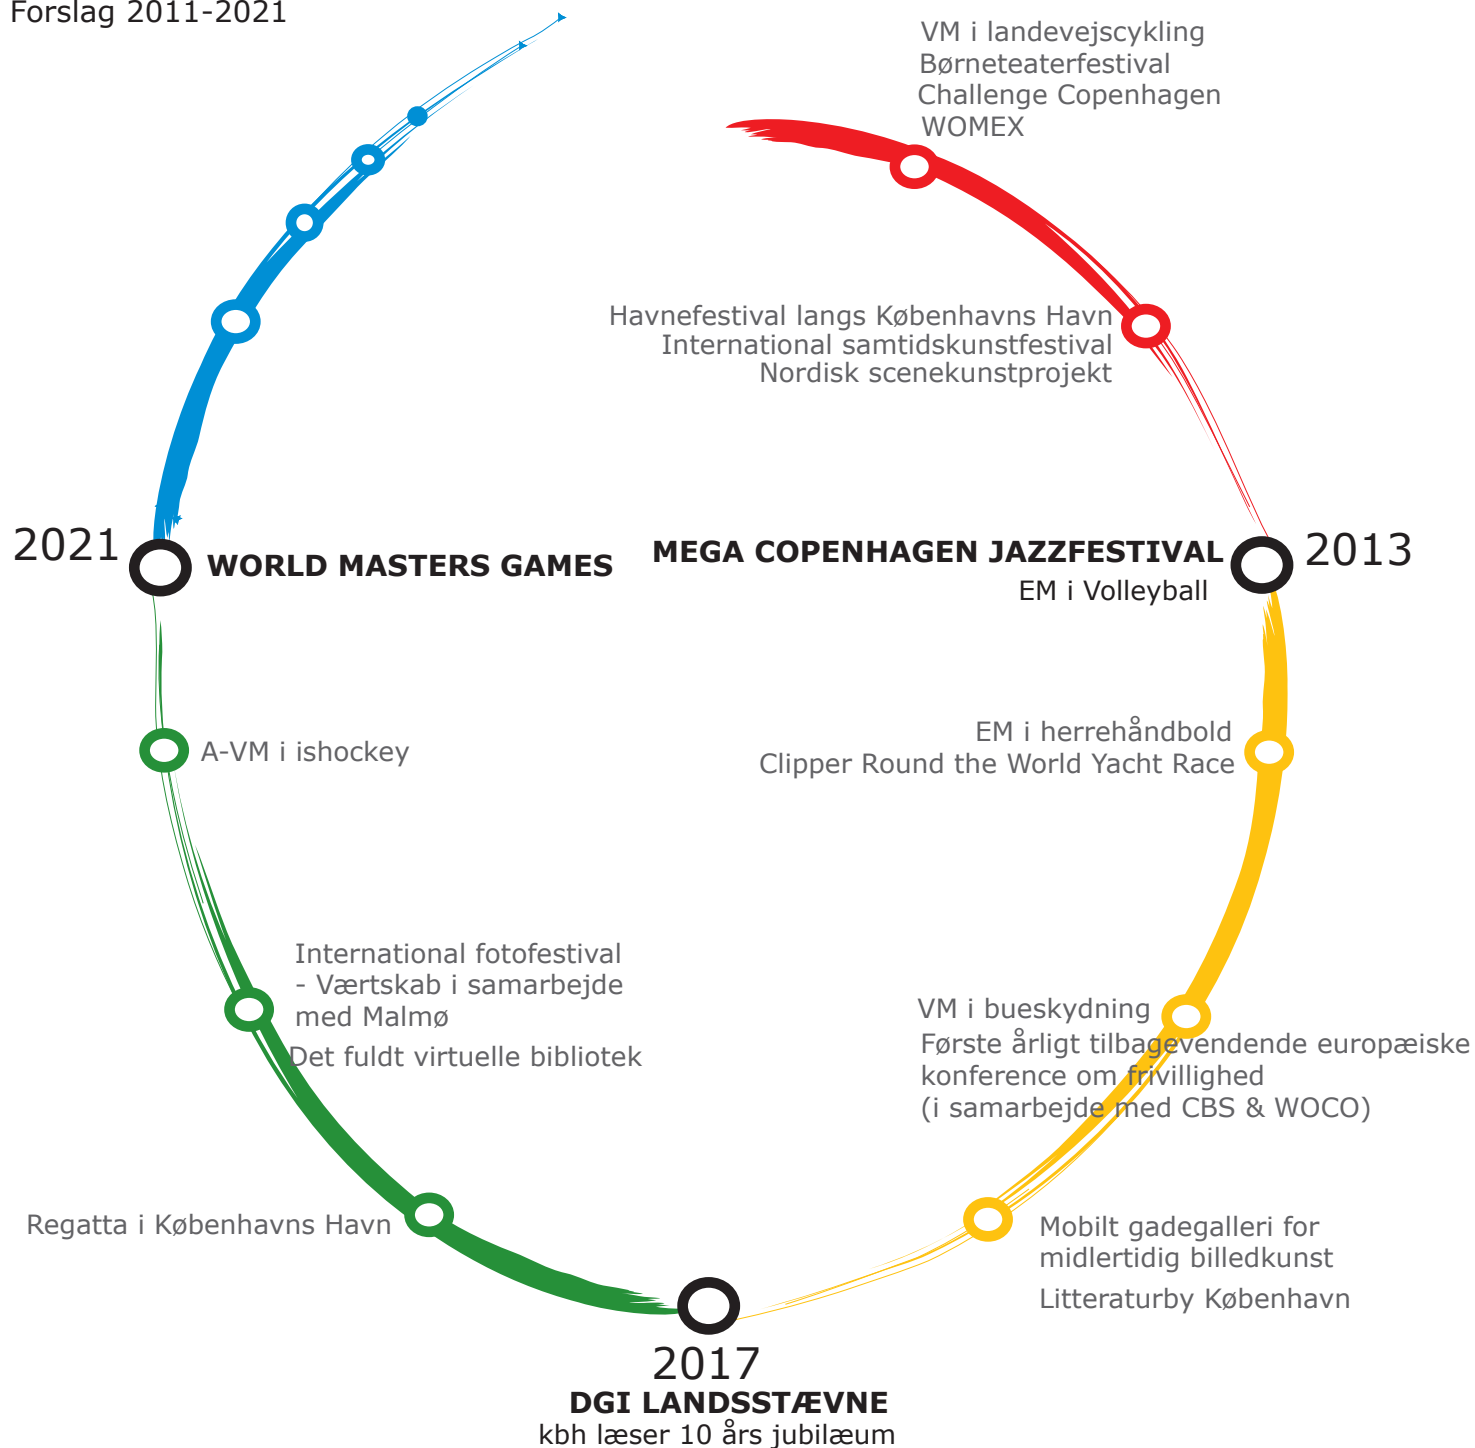 Forslag 2011-2021
VM i landevejscykling
Børneteaterfestival
Challenge Copenhagen
WOMEX
Havnefestival langs Københavns Havn
International samtidskunstfestival
Nordisk scenekunstprojekt
2013
MEGA COPENHAGEN JAZZFESTIVAL
EM i Volleyball
EM i herrehåndbold
Clipper Round the World Yacht Race
VM i bueskydning
Første årligt tilbagevendende europæiske
konference om frivillighed
(i samarbejde med CBS & WOCO)
Mobilt gadegalleri for
midlertidig billedkunst
Litteraturby København
2017
DGI LANDSSTÆVNE
kbh læser 10 års jubilæum
Regatta i Københavns Havn
International fotofestival
- Værtskab i samarbejde
med Malmø
Det fuldt virtuelle bibliotek
A-VM i ishockey
2021
WORLD MASTERS GAMES